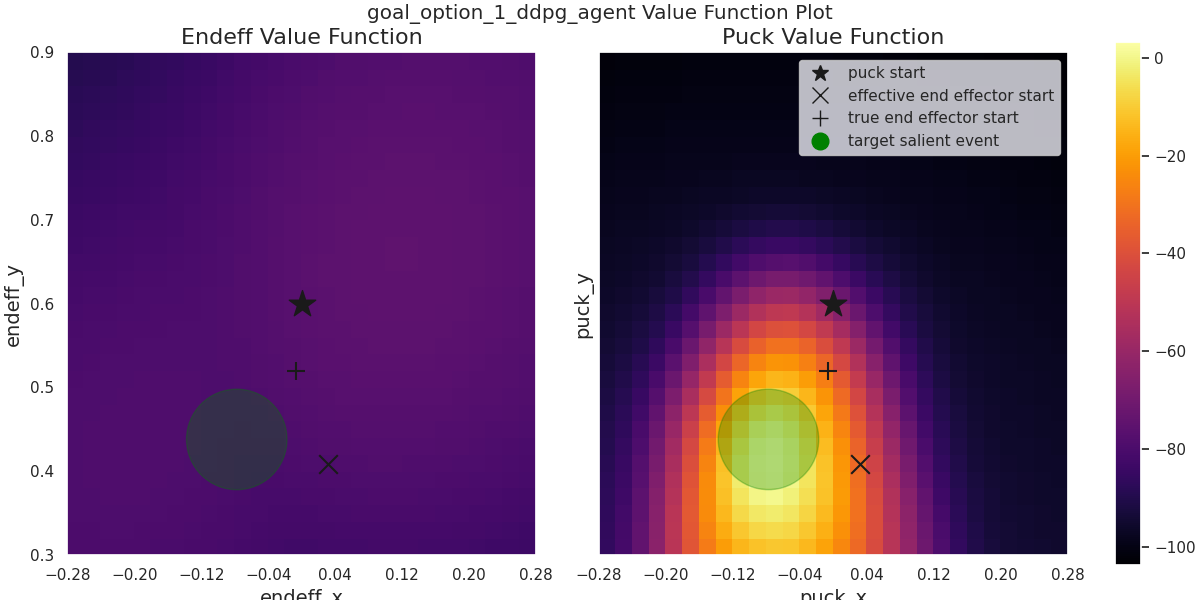 goal_option_1_ddpg_agent Value Function Plot
Endeff Value Function
Puck Value Function
endeff_y
0.9
0.8
0.7
0.6
0.5
0.4
0.3
−0.28 −0.20 −0.12 −0.04 0.04 0.12 0.20 0.28
endeff_x
puck_y
puck start
effective end effector start
true end effector start
target salient event
−0.28 −0.20 −0.12 −0.04 0.04 0.12 0.20 0.28
puck_x
0
−20
−40
−60
−80
−100